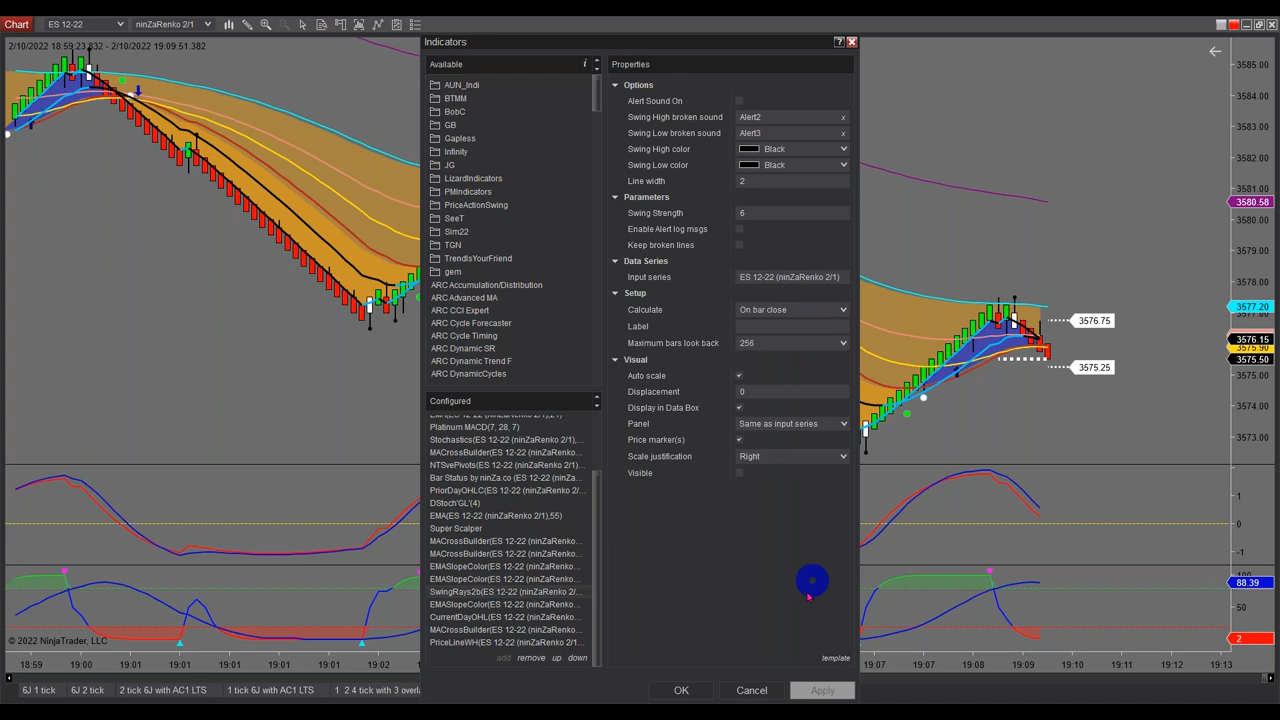 Chart ES 12-22 ninZaRenko 2/1
2/10/2022 18:59:23.832 - 2/10/2022 19:09:51.382
Indicators
Available
AUN_Indi
BTMM
BobC
GB
Gapless
Infinity
JG
LizardIndicators
PMIndicators
PriceActionSwing
SeeT
Sim22
TGN
TrendIsYourFriend
gem
ARC Accumulation/Distribution
ARC Advanced MA
ARC CCI Expert
ARC Cycle Forecaster
ARC Cycle Timing
ARC Dynamic SR
ARC Dynamic Trend F
ARC DynamicCycles
Configured
Platinum MACD(7, 28, 7)
Stochastics(ES 12-22 (ninZaRenko 2/1),...
MACrossBuilder(ES 12-22 (ninZaRenko...
NTSvePivots(ES 12-22 (ninZaRenko 2/1)...
Bar Status by ninZa.co (ES 12-22 (ninZa...
PriorDayOHLC(ES 12-22 (ninZaRenko 2/...
DStoch'GL'(4)
EMA(ES 12-22 (ninZaRenko 2/1),55)
Super Scalper
MACrossBuilder(ES 12-22 (ninZaRenko...
MACrossBuilder(ES 12-22 (ninZaRenko...
EMASlopeColor(ES 12-22 (ninZaRenko...
EMASlopeColor(ES 12-22 (ninZaRenko...
SwingRays2b(ES 12-22 (ninZaRenko 2/...
EMASlopeColor(ES 12-22 (ninZaRenko...
CurrentDayOHL(ES 12-22 (ninZaRenko...
MACrossBuilder(ES 12-22 (ninZaRenko...
PriceLineWH(ES 12-22 (ninZaRenko 2/1...
add remove up down
Properties
Options
Alert Sound On
Swing High broken sound Alert2 x
Swing Low broken sound Alert3 x
Swing High color Black
Swing Low color Black
Line width 2
Parameters
Swing Strength 6
Enable Alert log msgs
Keep broken lines
Data Series
Input series ES 12-22 (ninZaRenko 2/1)
Setup
Calculate On bar close
Label
Maximum bars look back 256
Visual
Auto scale
Displacement 0
Display in Data Box
Panel Same as input series
Price marker(s)
Scale justification Right
Visible
template
OK Cancel Apply
3585.00
3584.00
3583.00
3582.00
3581.00
3580.58
3580.00
3579.00
3578.00
3577.20
3576.75
3576.15
3575.50
3575.25
3575.00
3574.00
3573.00
1
0
-1
88.39
50
2
© 2022 NinjaTrader, LLC
18:59 19:00 19:01 19:01 19:01 19:02 19:07 19:07 19:08 19:09 19:10 19:12 19:13
6J 1 tick 6J 2 tick 2 tick 6J with AC1 LTS 1 tick 6J with AC1 LTS 1 2 4 tick with 3 overla